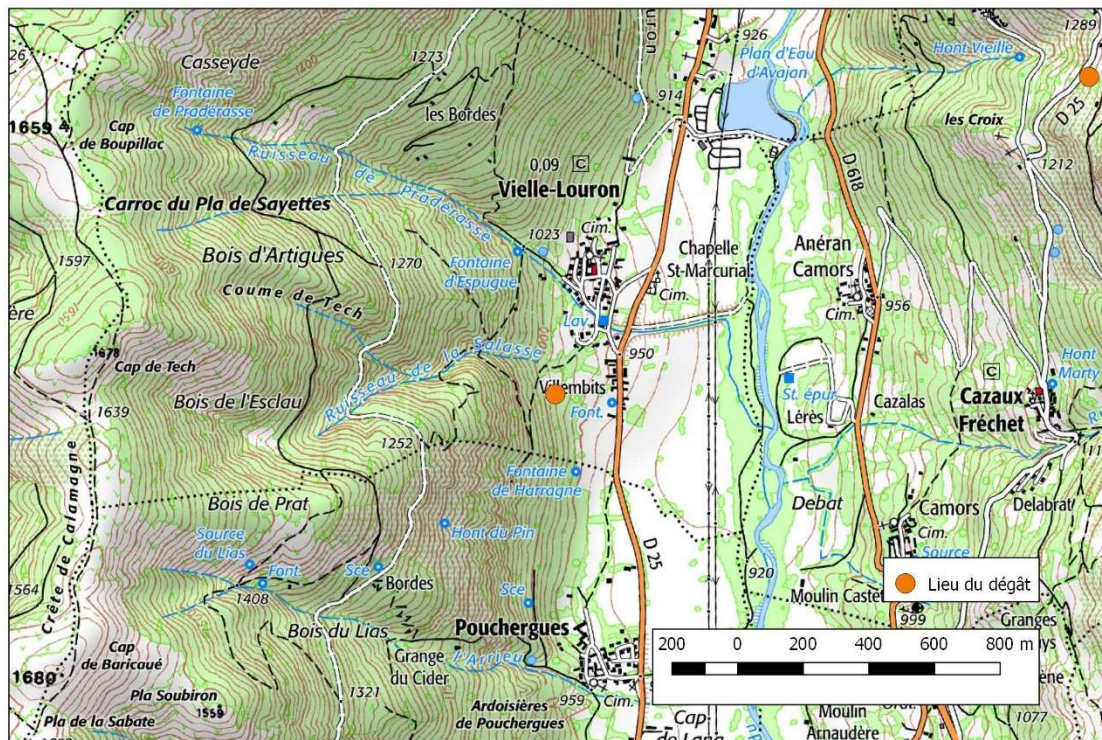 926
1289
Casseyde
1273
Plan d'Eau
d'Avajan
Hont Vieille
1400
Fontaine
de Pradérasse
914
les Bordes
les Croix
D 25
1659
Cap
de Boupillac
Ruisseau
de Pradérasse
0,09
C
Vielle-Louron
D 618
1212
Carroc du Pla de Sayettes
1023
Cim.
Chapelle
St-Marcurial
Anéran
Camors
1597
Bois d'Artigues
1270
Fontaine
d'Espugue
Cim.
956
Cim.
Coume de Tech
Lav.
1000
950
Hont
Marty
C
1678
Cap de Tech
Ruisseau de la Salasse
Villembits
St. épur.
Lérès
Cazalas
Cazaux
Fréchet
1639
Bois de l'Esclau
Font.
1252
Fontaine
de Harragne
Crête de Calamagne
Bois de Prat
Debat
Camors
Cim.
Delabrat
Source
du Lias
Hont du Pin
D 25
Source
1564
Font.
Sce
Bordes
920
Lieu du dégât
1408
Sce
Moulin Castet
999
Granges
Bois du Lias
Pouchergues
200 0 200 400 600 800 m
Cap
de Baricaué
Grange
du Cider
l'Artieu
1680
Pla Soubiron
1559
1321
959
Cim.
Ardoisières
de Pouchergues
Moulin
Arnaudère
1077
Pla de la Sabate